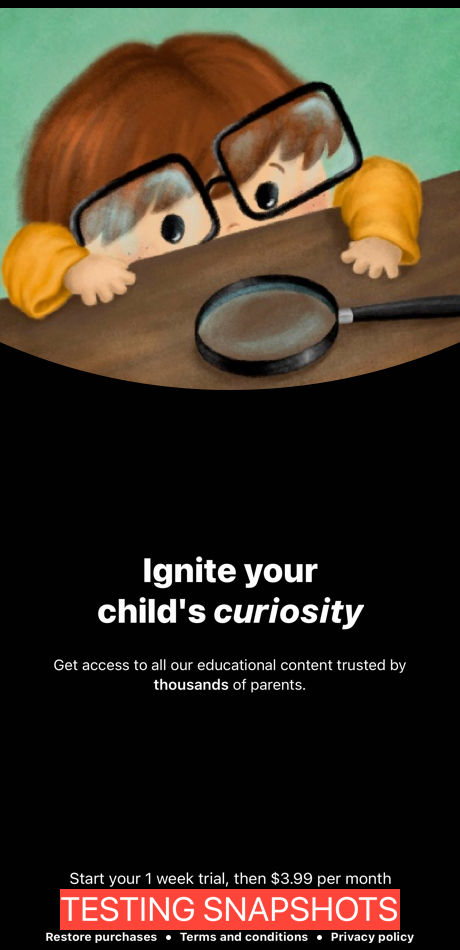 Ignite your
child's curiosity
Get access to all our educational content trusted by
thousands of parents.
Start your 1 week trial, then $3.99 per month
TESTING SNAPSHOTS
Restore purchases • Terms and conditions • Privacy policy